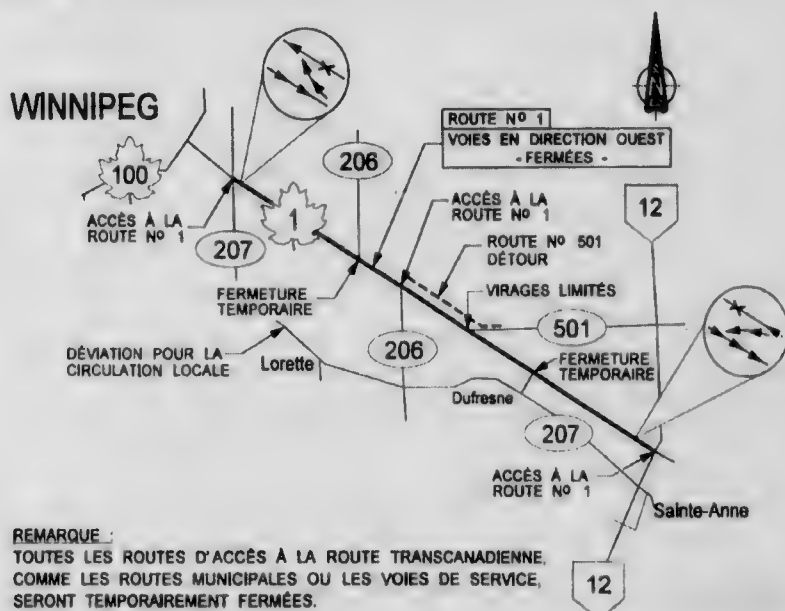 WINNIPEG
100
ACCÈS À LA
ROUTE Nº 1
207
1
206
FERMETURE
TEMPORAIRE
ROUTE Nº 1
VOIES EN DIRECTION OUEST
- FERMÉES -
ACCÈS À LA
ROUTE Nº 1
ROUTE Nº 501
DÉTOUR
VIRAGES LIMITÉS
12
501
DÉVIATION POUR LA
CIRCULATION LOCALE
Lorette
206
FERMETURE
TEMPORAIRE
Dufresne
207
ACCÈS À LA
ROUTE Nº 1
Sainte-Anne
12
REMARQUE :
TOUTES LES ROUTES D'ACCÈS À LA ROUTE TRANSCANADIENNE,
COMME LES ROUTES MUNICIPALES OU LES VOIES DE SERVICE,
SERONT TEMPORAIREMENT FERMÉES.